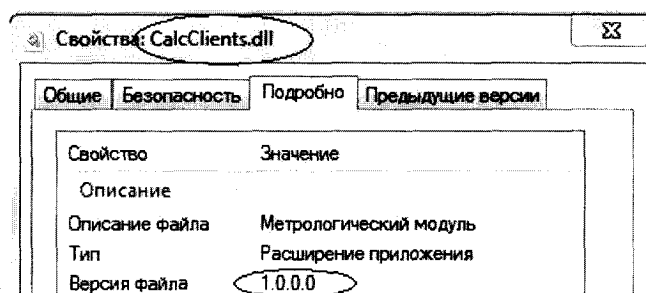 Свойства: CalcClients.dll
Общие Безопасность Подробно Предыдущие версии
Свойство Значение
Описание
Описание файла Метрологический модуль
Тип Расширение приложения
Версия файла 1.0.0.0